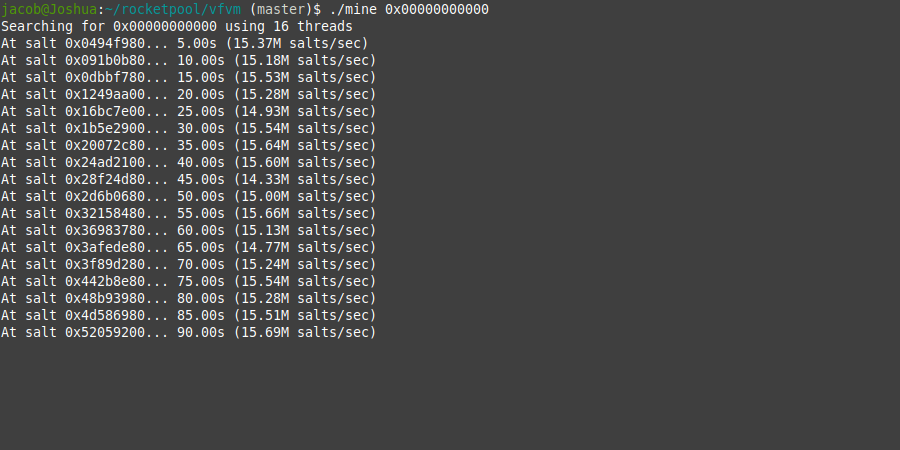 jacob@Joshua:~/rocketpool/vfvm (master)$ ./mine 0x00000000000
Searching for 0x00000000000 using 16 threads
At salt 0x0494f980... 5.00s (15.37M salts/sec)
At salt 0x091b0b80... 10.00s (15.18M salts/sec)
At salt 0x0dbbf780... 15.00s (15.53M salts/sec)
At salt 0x1249aa00... 20.00s (15.28M salts/sec)
At salt 0x16bc7e00... 25.00s (14.93M salts/sec)
At salt 0x1b5e2900... 30.00s (15.54M salts/sec)
At salt 0x20072c80... 35.00s (15.64M salts/sec)
At salt 0x24ad2100... 40.00s (15.60M salts/sec)
At salt 0x28f24d80... 45.00s (14.33M salts/sec)
At salt 0x2d6b0680... 50.00s (15.00M salts/sec)
At salt 0x32158480... 55.00s (15.66M salts/sec)
At salt 0x36983780... 60.00s (15.13M salts/sec)
At salt 0x3afede80... 65.00s (14.77M salts/sec)
At salt 0x3f89d280... 70.00s (15.24M salts/sec)
At salt 0x442b8e80... 75.00s (15.54M salts/sec)
At salt 0x48b93980... 80.00s (15.28M salts/sec)
At salt 0x4d586980... 85.00s (15.51M salts/sec)
At salt 0x52059200... 90.00s (15.69M salts/sec)